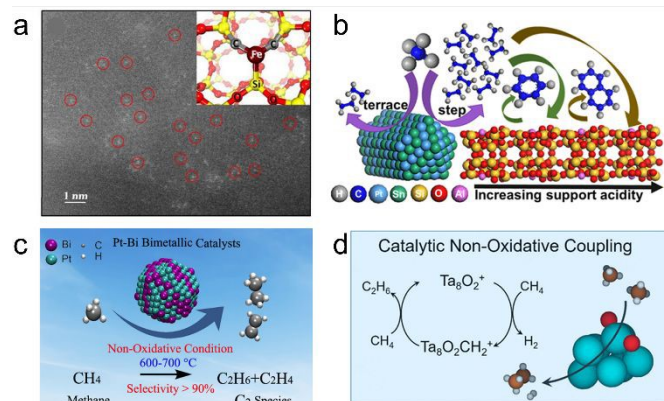 a
Fe
Si
1 nm
b
terrace
step
H C Pt Sn Si O Al
Increasing support acidity
c
Pt-Bi Bimetallic Catalysts
Bi C
Pt H
Non-Oxidative Condition
600-700 °C
CH4
C2H6+C2H4
Selectivity > 90%
Methane
C2 Species
d
Catalytic Non-Oxidative Coupling
C₂H₆
Ta₈O₂⁺
CH₄
CH₄
Ta₈O₂CH₂⁺
H₂